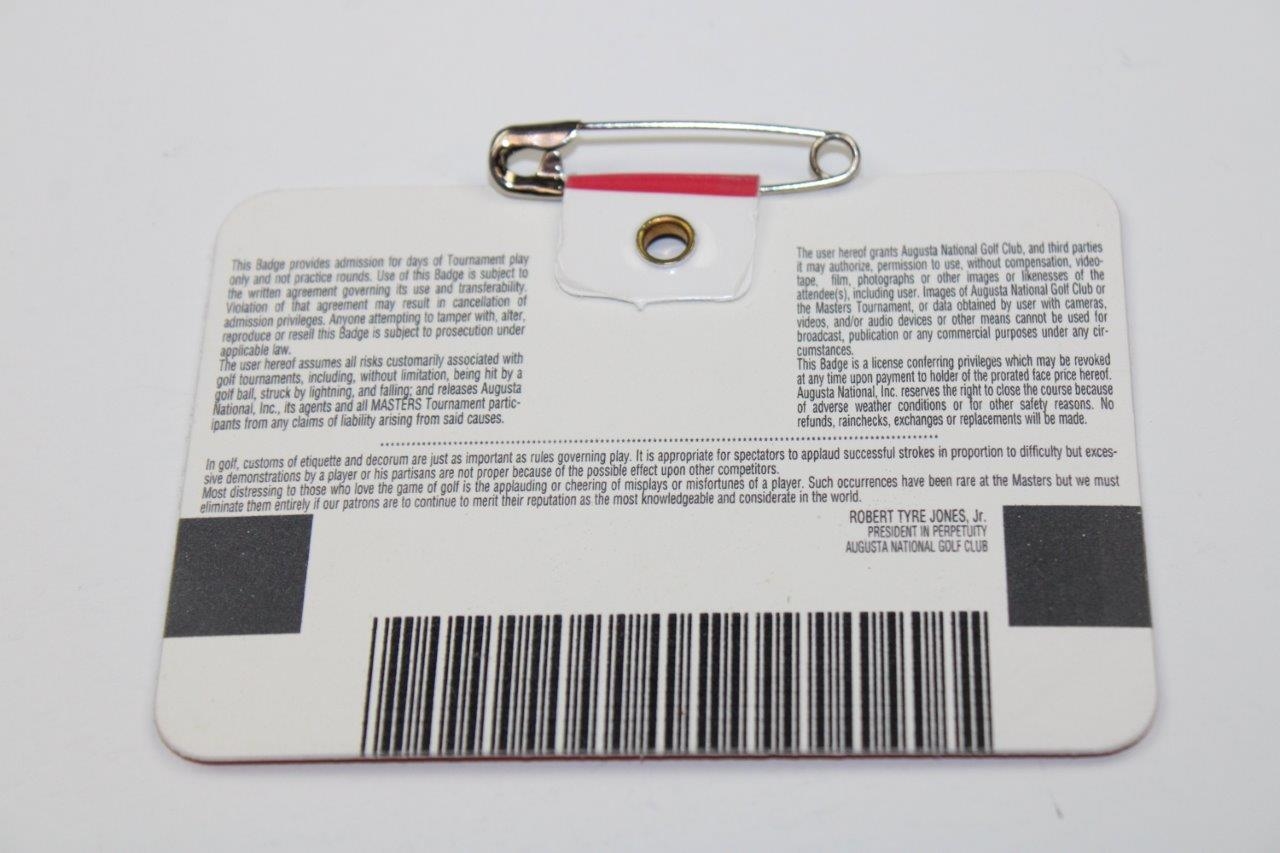 This Badge provides admission for days of Tournament play
only and not practice rounds. Use of this Badge is subject to
the written agreement governing its use and transferability.
Violation of that agreement may result in cancellation of
admission privileges. Anyone attempting to tamper with, alter,
reproduce or resell this Badge is subject to prosecution under
applicable law.
The user hereof assumes all risks customarily associated with
golf tournaments, including, without limitation, being hit by a
golf ball, struck by lightning, and falling; and releases Augusta
National, Inc., its agents and all MASTERS Tournament partic-
ipants from any claims of liability arising from said causes.
The user hereof grants Augusta National Golf Club, and third parties
it may authorize, permission to use, without compensation, video-
tape, film, photographs or other images or likenesses of the
attendee(s), including user. Images of Augusta National Golf Club or
the Masters Tournament, or data obtained by user with cameras,
videos, and/or audio devices or other means cannot be used for
broadcast, publication or any commercial purposes under any cir-
cumstances.
This Badge is a license conferring privileges which may be revoked
at any time upon payment to holder of the prorated face price hereof.
Augusta National, Inc. reserves the right to close the course because
of adverse weather conditions or for other safety reasons. No
refunds, rainchecks, exchanges or replacements will be made.
In golf, customs of etiquette and decorum are just as important as rules governing play. It is appropriate for spectators to applaud successful strokes in proportion to difficulty but exces-
sive demonstrations by a player or his partisans are not proper because of the possible effect upon other competitors.
Most distressing to those who love the game of golf is the applauding or cheering of misplays or misfortunes of a player. Such occurrences have been rare at the Masters but we must
eliminate them entirely if our patrons are to continue to merit their reputation as the most knowledgeable and considerate in the world.
ROBERT TYRE JONES, Jr.
PRESIDENT IN PERPETUITY
AUGUSTA NATIONAL GOLF CLUB